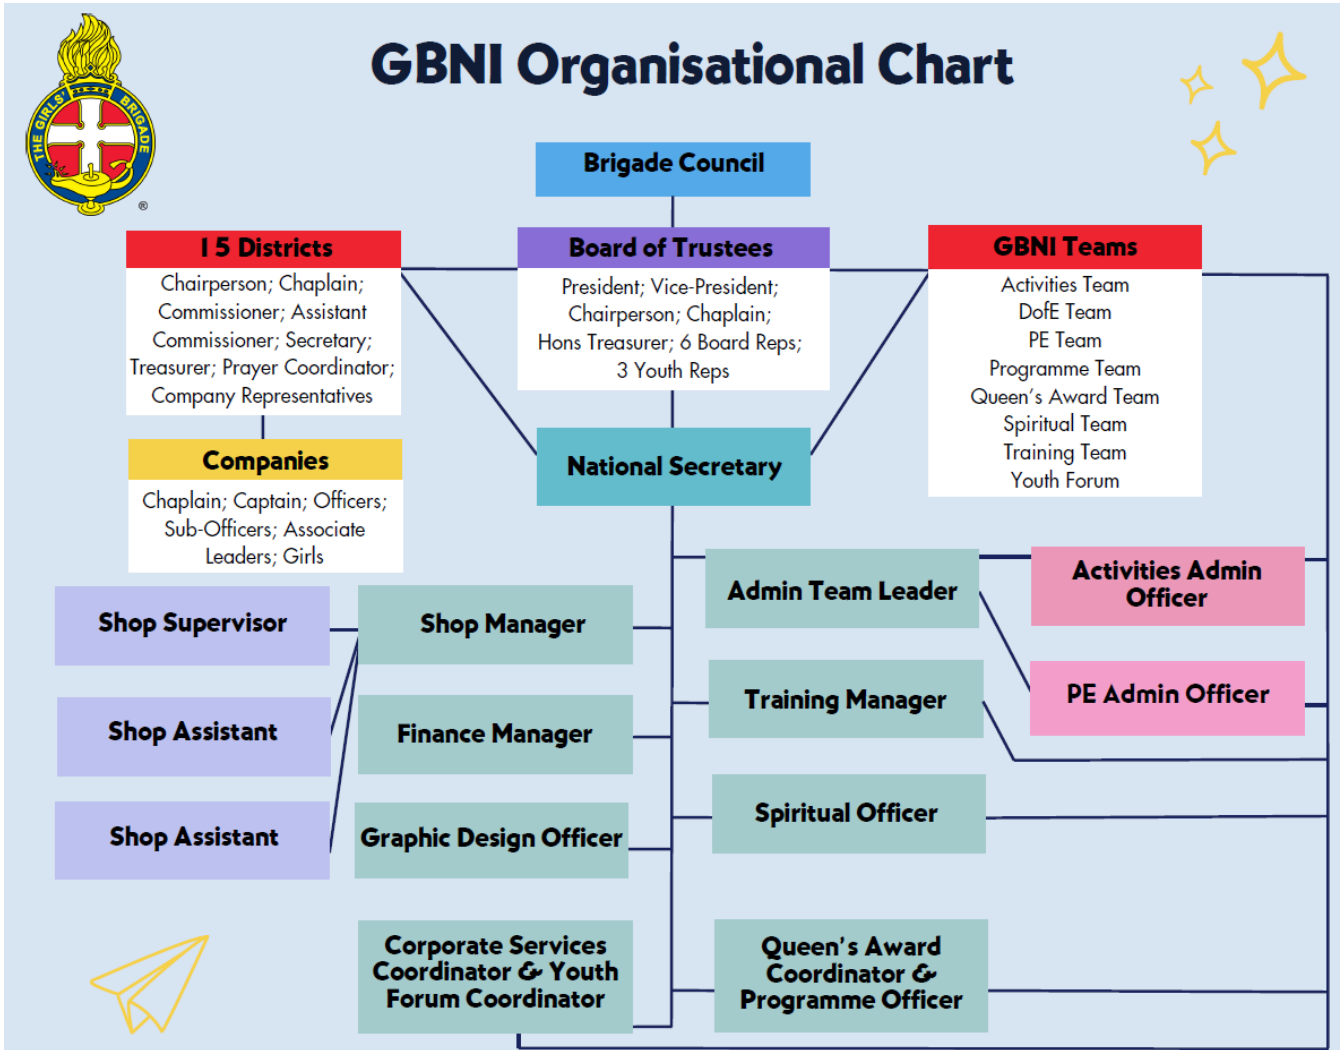 GBNI Organisational Chart
THE GIRLS' BRIGADE
®
Brigade Council
15 Districts
Chairperson; Chaplain;
Commissioner; Assistant
Commissioner; Secretary;
Treasurer; Prayer Coordinator;
Company Representatives
Board of Trustees
President; Vice-President;
Chairperson; Chaplain;
Hons Treasurer; 6 Board Reps;
3 Youth Reps
GBNI Teams
Activities Team
DofE Team
PE Team
Programme Team
Queen's Award Team
Spiritual Team
Training Team
Youth Forum
Companies
Chaplain; Captain; Officers;
Sub-Officers; Associate
Leaders; Girls
National Secretary
Shop Supervisor
Shop Manager
Admin Team Leader
Activities Admin
Officer
Shop Assistant
Finance Manager
Training Manager
PE Admin Officer
Shop Assistant
Graphic Design Officer
Spiritual Officer
Corporate Services
Coordinator & Youth
Forum Coordinator
Queen's Award
Coordinator &
Programme Officer